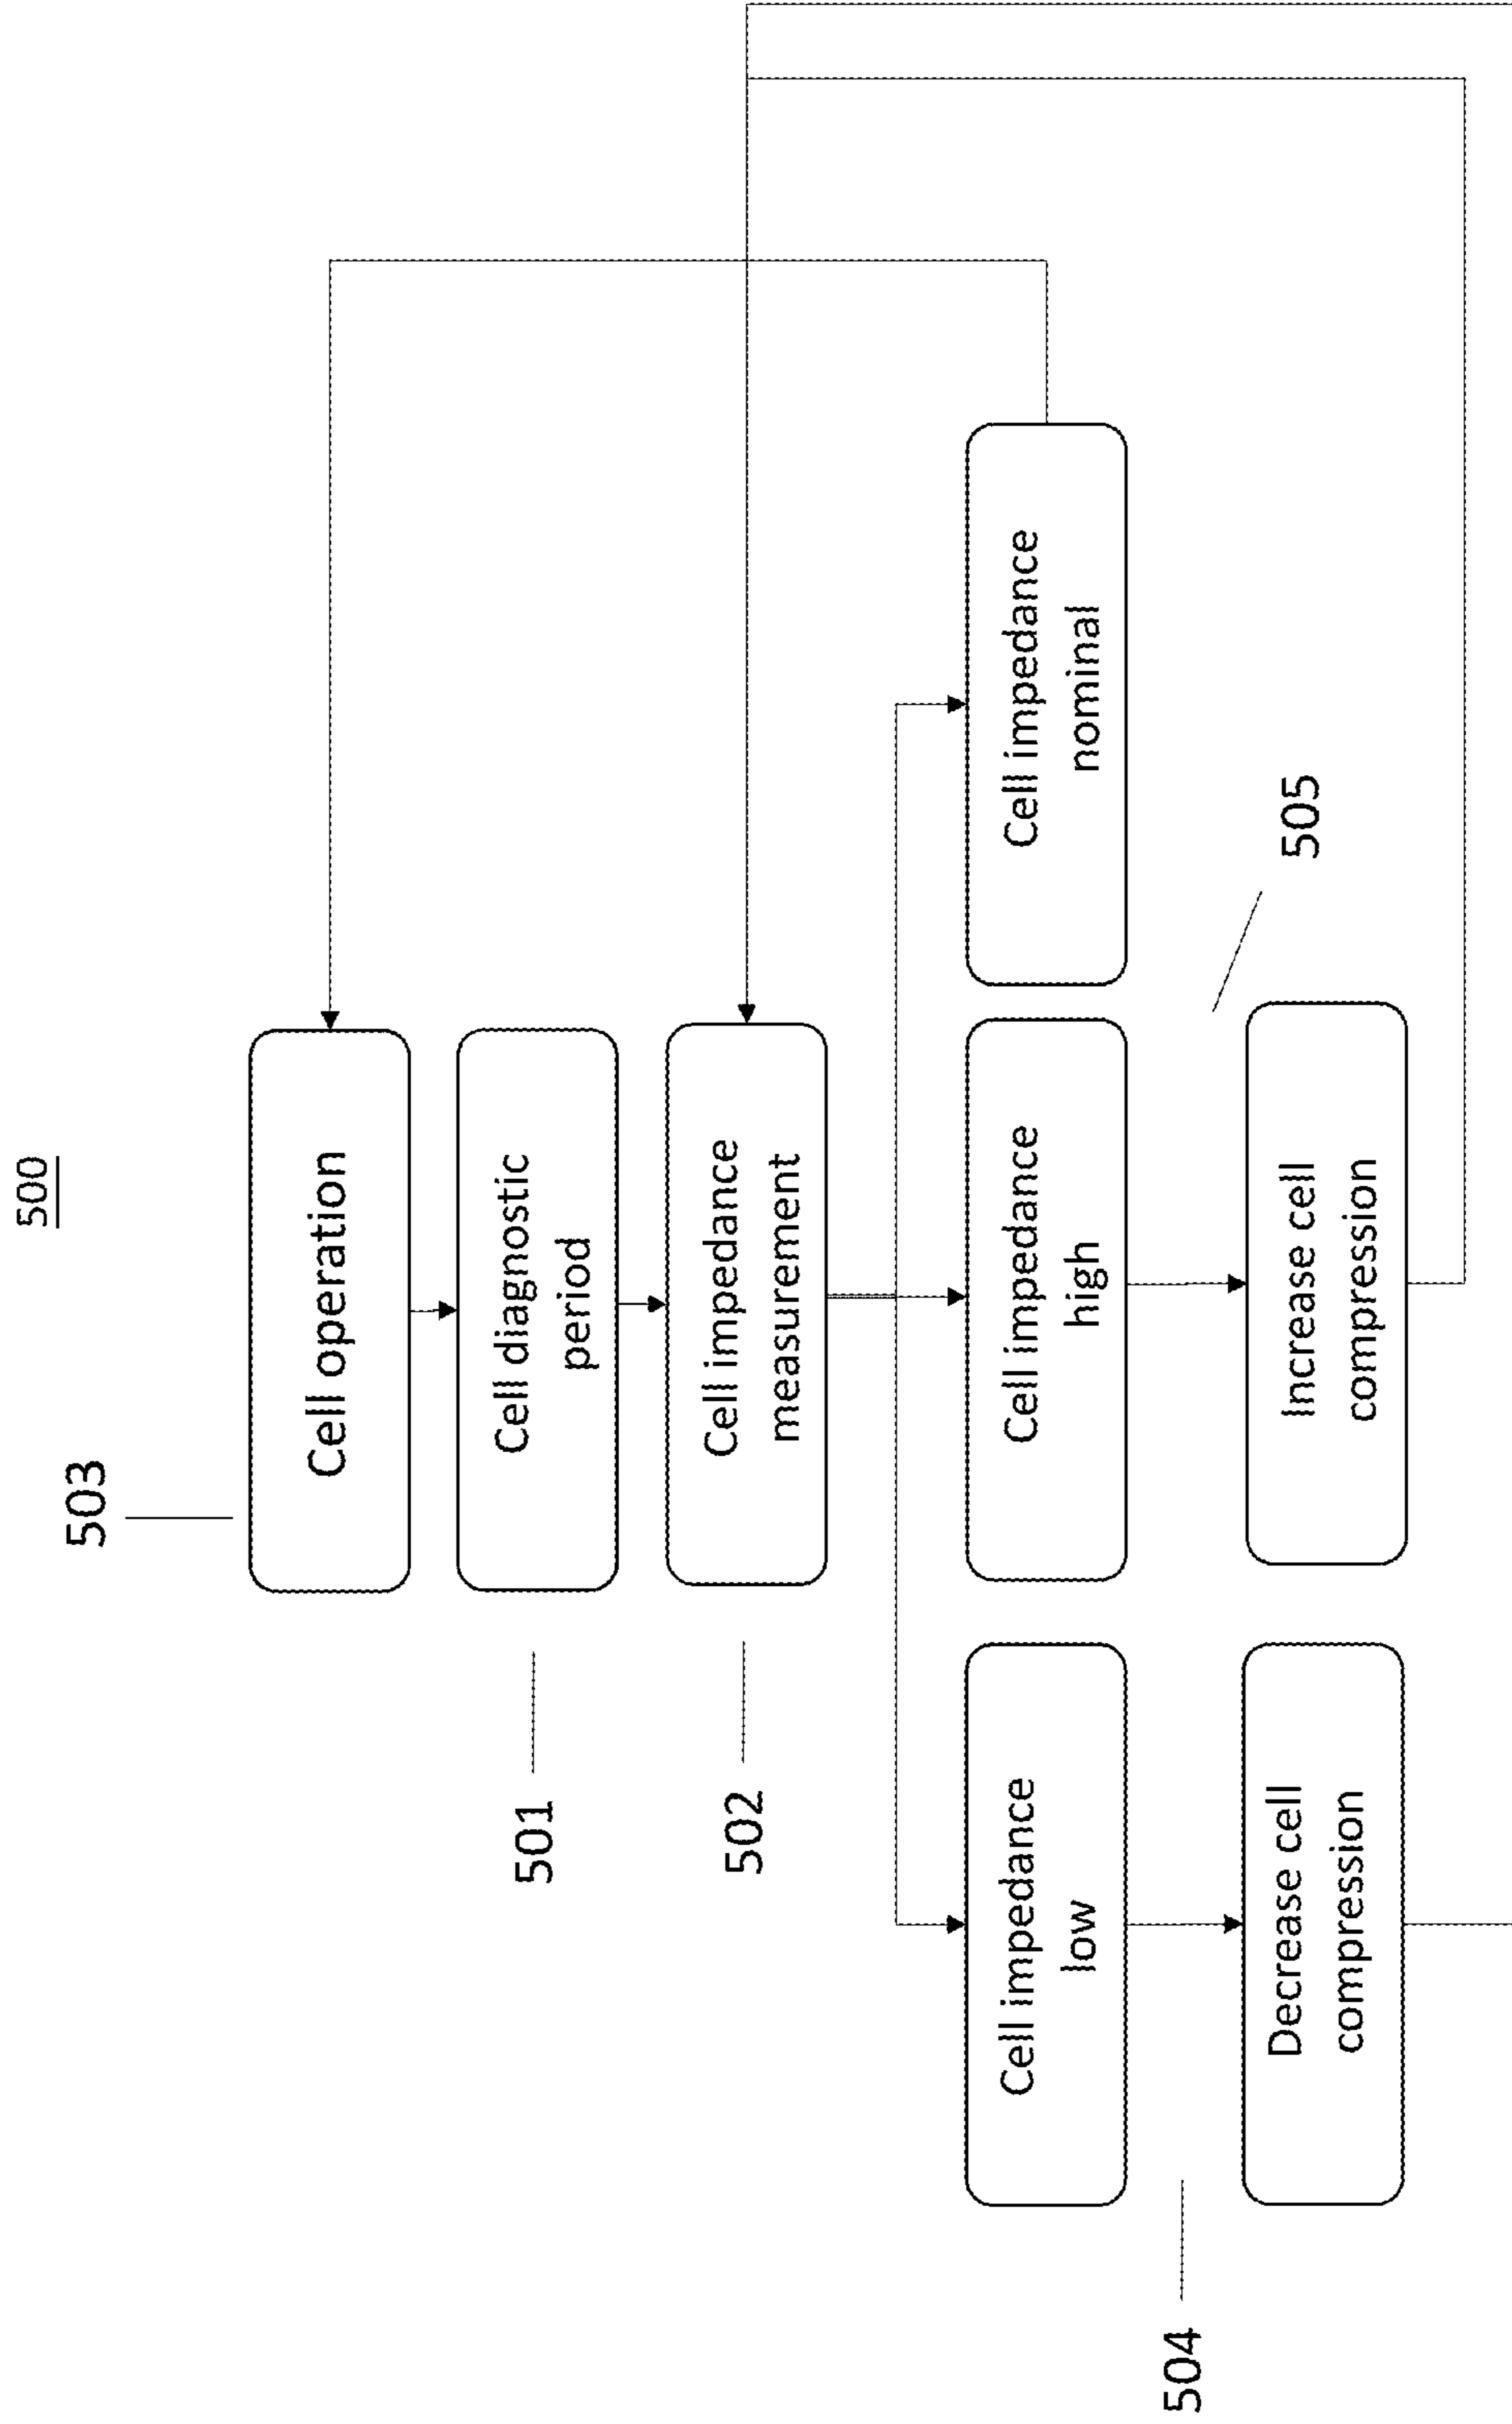 500
503
Cell operation
501
Cell diagnostic
period
502
Cell impedance
measurement
Cell impedance
low
Cell impedance
high
Cell impedance
nominal
504
505
Decrease cell
compression
Increase cell
compression